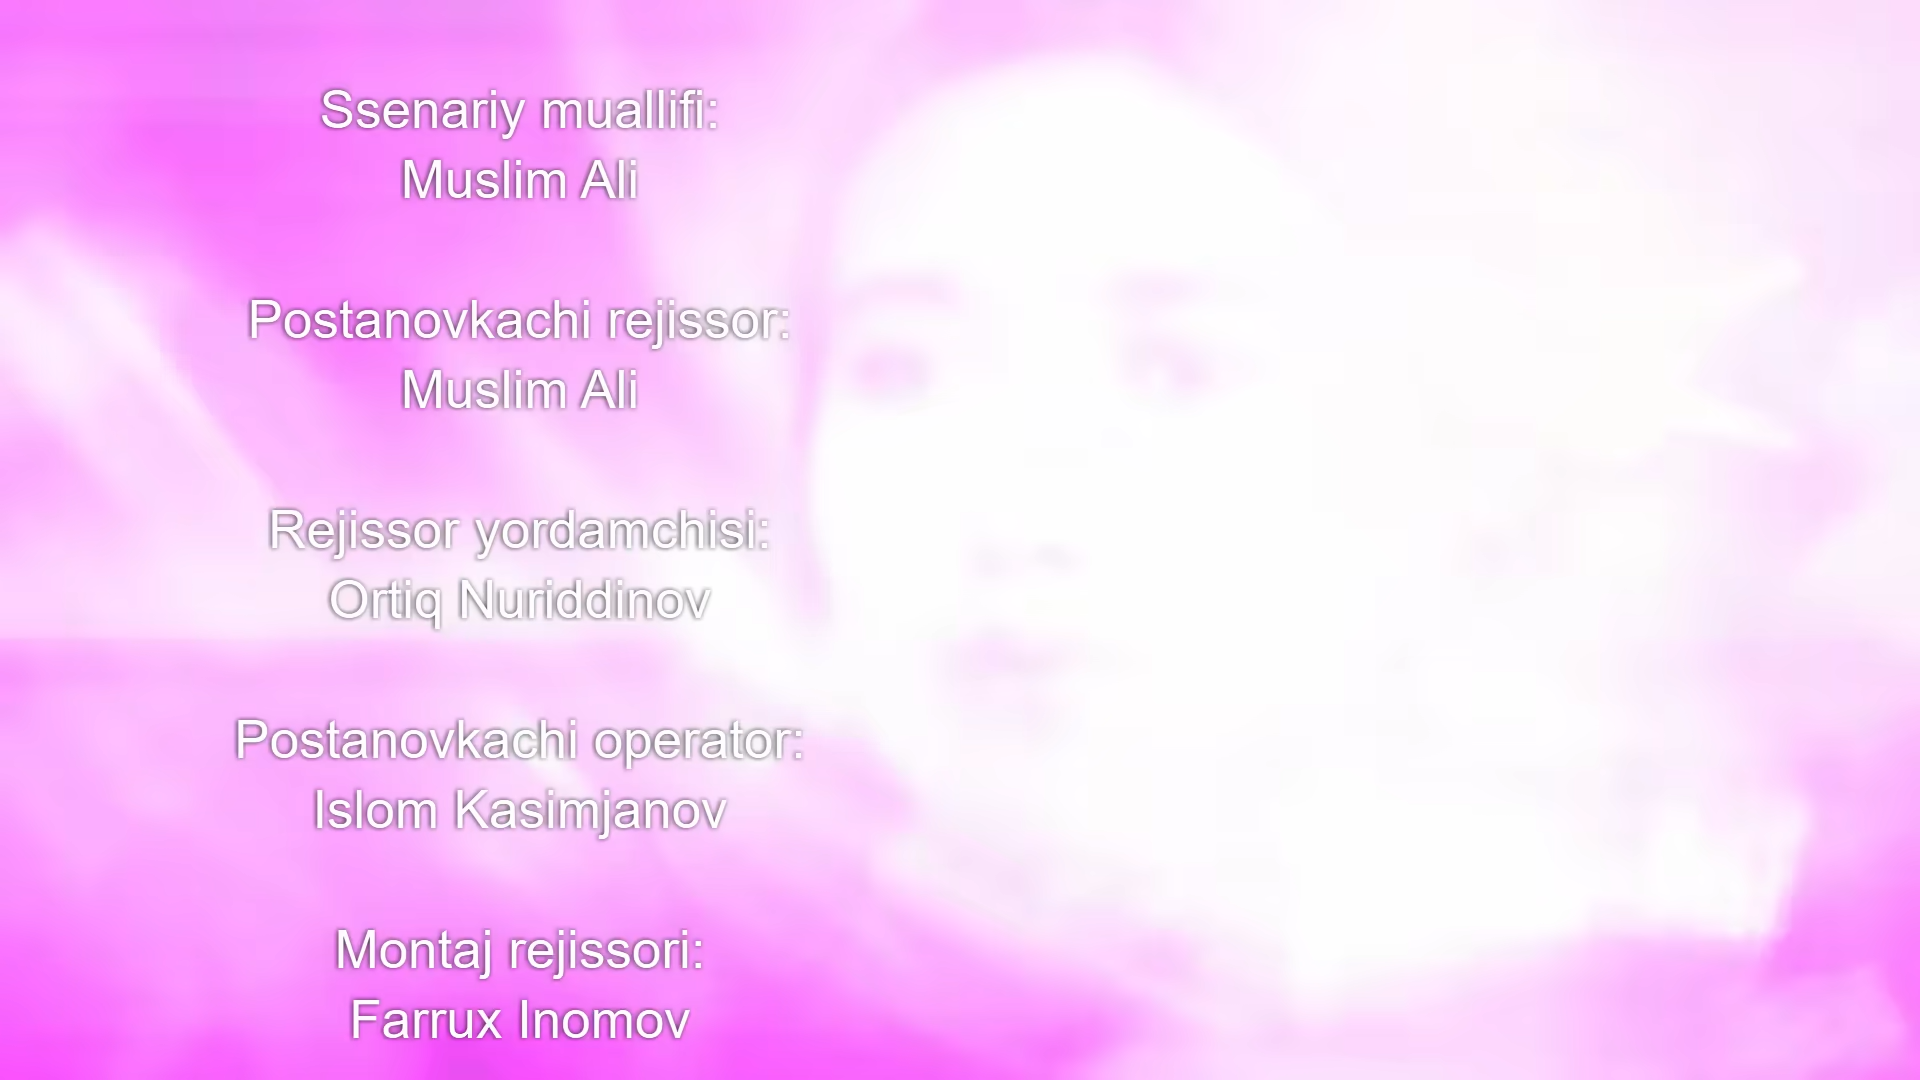 Ssenariy muallifi:
Muslim Ali
Postanovkachi rejissor:
Muslim Ali
Rejissor yordamchisi:
Ortiq Nuriddinov
Postanovkachi operator:
Islom Kasimjanov
Montaj rejissori:
Farrux Inomov